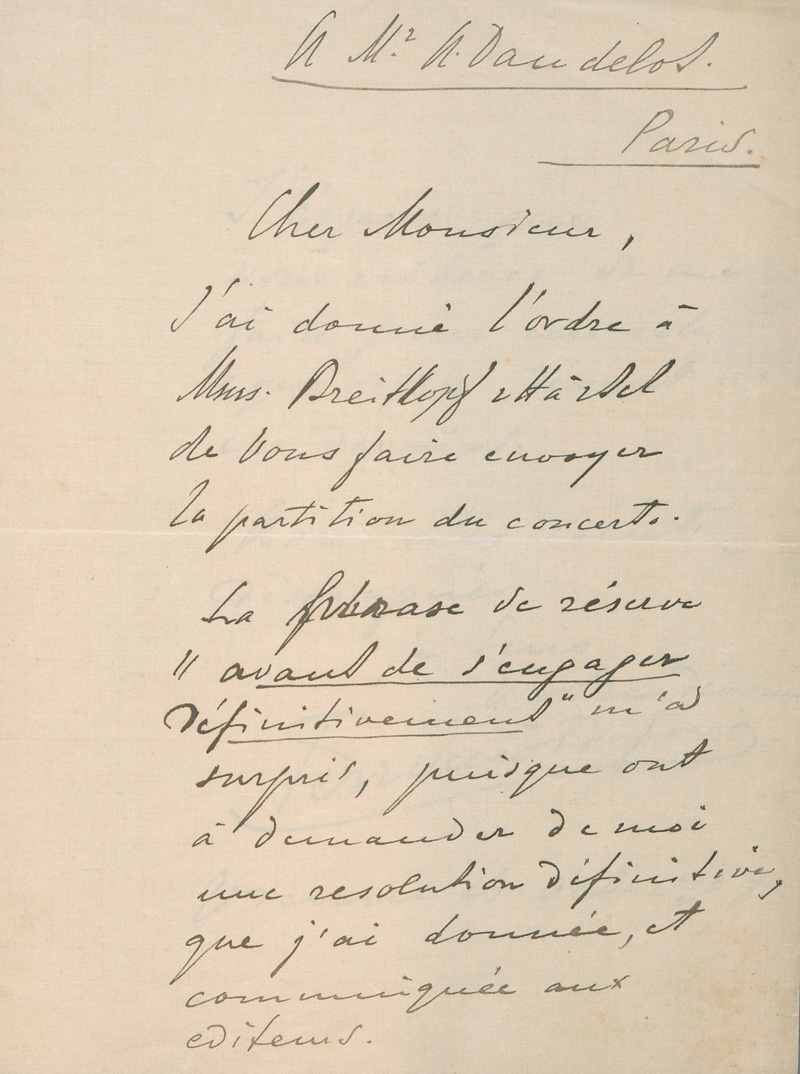 A Mr A. Dandelot.
Paris.
Cher Monsieur,
J'ai donné l'ordre à
Mrss. Breitkopf et Härtel
de Vous faire envoyer
la partition du concerto.
La phrase de réserve
"avant de s'engager
définitivement" m'a
surpris, puisque ont
à demander de moi
une resolution définitive,
que j'ai donnée, et
communiquée aux
editeurs.